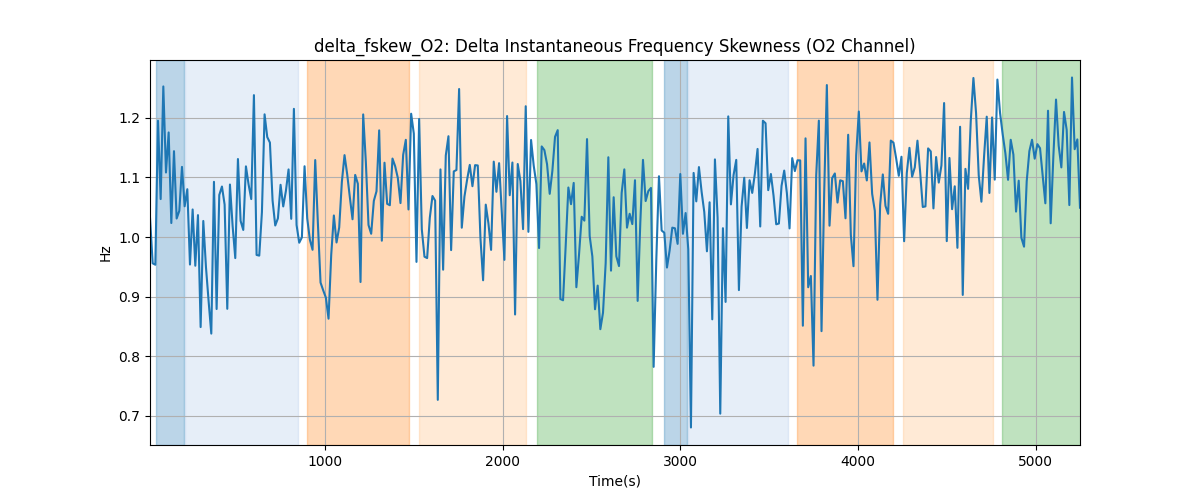 delta_fskew_O2: Delta Instantaneous Frequency Skewness (O2 Channel)
Hz
1.2
1.1
1.0
0.9
0.8
0.7
1000 2000 3000 4000 5000
Time(s)